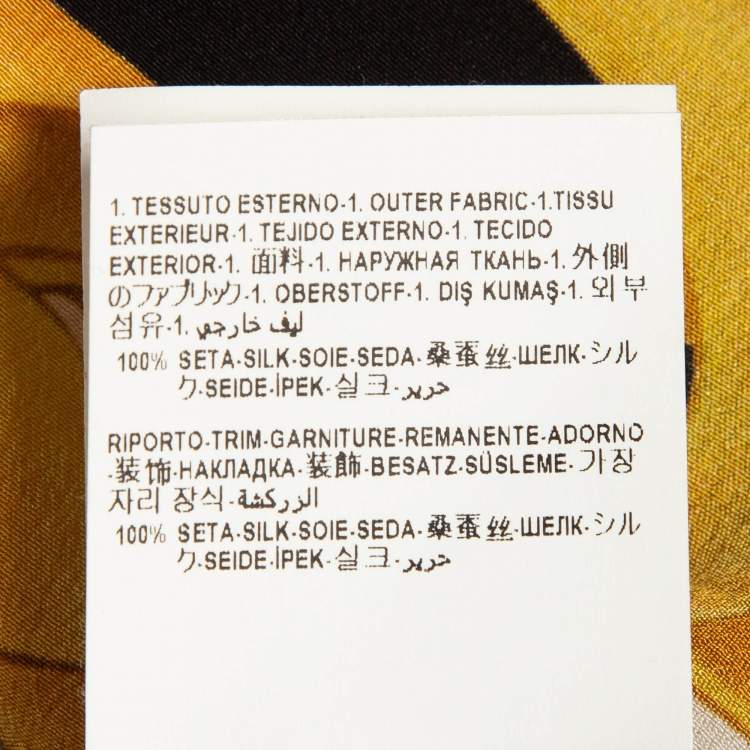 1. TESSUTO ESTERNO-1. OUTER FABRIC-1.TISSU
EXTERIEUR-1. TEJIDO EXTERNO-1. TECIDO
EXTERIOR-1. 面料-1. НАРУЖНАЯ ТКАНЬ-1. 外側
のファブリック-1. OBERSTOFF-1. DIŞ KUMAŞ-1. 외부
섬유-1. ليف خارجي
100% SETA-SILK-SOIE-SEDA-桑蚕丝-ШЕЛК-シル
ク-SEIDE-İPEK-실크-حرير
RIPORTO-TRIM-GARNITURE-REMANENTE-ADORNO
-装饰-НАКЛАДКА-装飾-BESATZ-SÜSLEME-가장
자리 장식-الزركشة
100% SETA-SILK-SOIE-SEDA-桑蚕丝-ШЕЛК-シル
ク-SEIDE-İPEK-실크-حرير